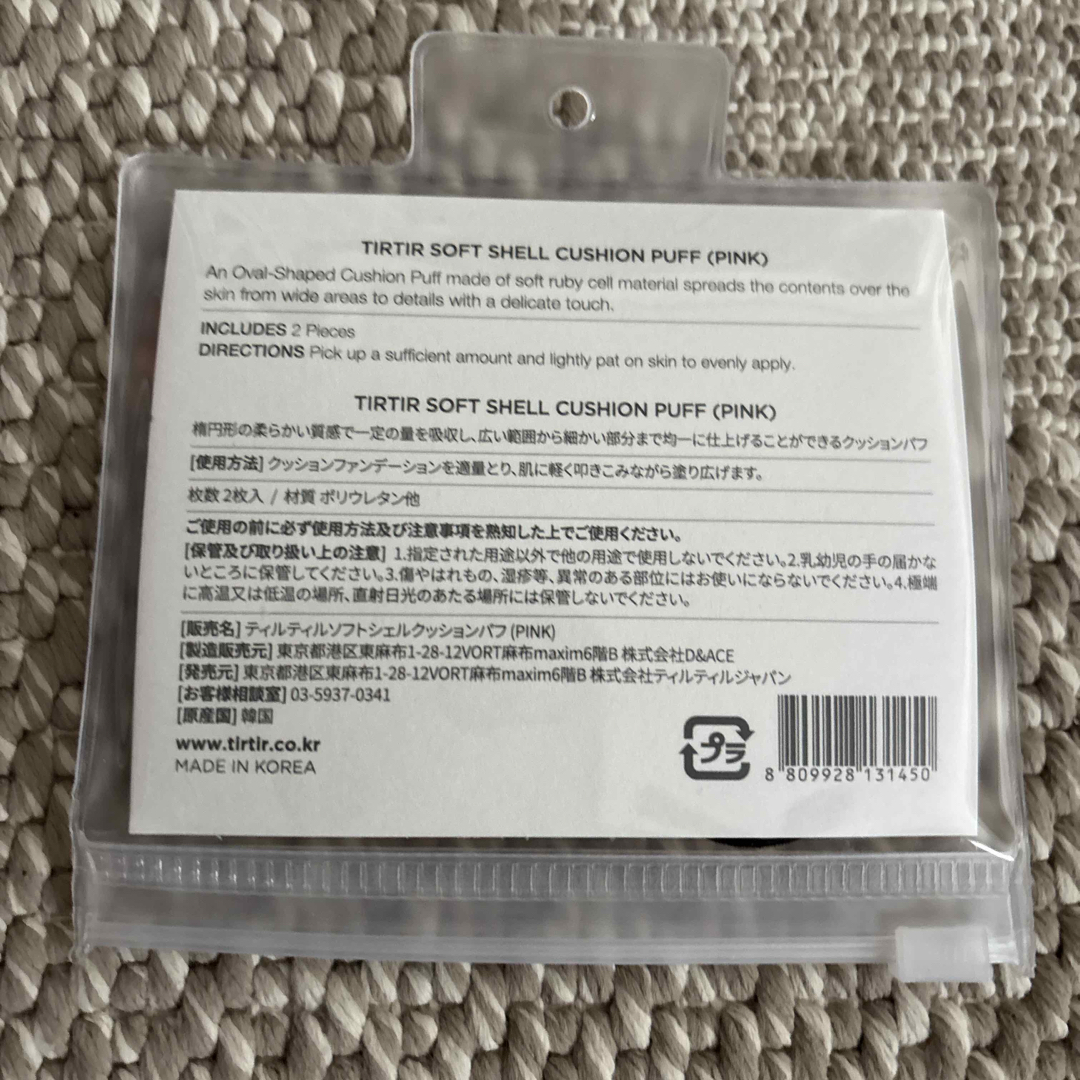 TIRTIR SOFT SHELL CUSHION PUFF (PINK)
An Oval-Shaped Cushion Puff made of soft ruby cell material spreads the contents over the
skin from wide areas to details with a delicate touch.
INCLUDES 2 Pieces
DIRECTIONS Pick up a sufficient amount and lightly pat on skin to evenly apply.
TIRTIR SOFT SHELL CUSHION PUFF (PINK)
楕円形の柔らかい質感で一定の量を吸収し、広い範囲から細かい部分まで均一に仕上げることができるクッションパフ
[使用方法] クッションファンデーションを適量とり、肌に軽く叩きこみながら塗り広げます。
枚数 2枚入 / 材質 ポリウレタン他
ご使用の前に必ず使用方法及び注意事項を熟知した上でご使用ください。
[保管及び取り扱い上の注意] 1.指定された用途以外で他の用途で使用しないでください。2.乳幼児の手の届かな
いところに保管してください。3.傷やはれもの、湿疹等、異常のある部位にはお使いにならないでください。4.極端
に高温又は低温の場所、直射日光のあたる場所には保管しないでください。
[販売名] ティルティルソフトシェルクッションパフ (PINK)
[製造販売元] 東京都港区東麻布1-28-12VORT麻布maxim6階B 株式会社D&ACE
[発売元] 東京都港区東麻布1-28-12VORT麻布maxim6階B 株式会社ティルティルジャパン
[お客様相談室] 03-5937-0341
[原産国] 韓国
www.tirtir.co.kr
MADE IN KOREA
プラ
8 809928 131450